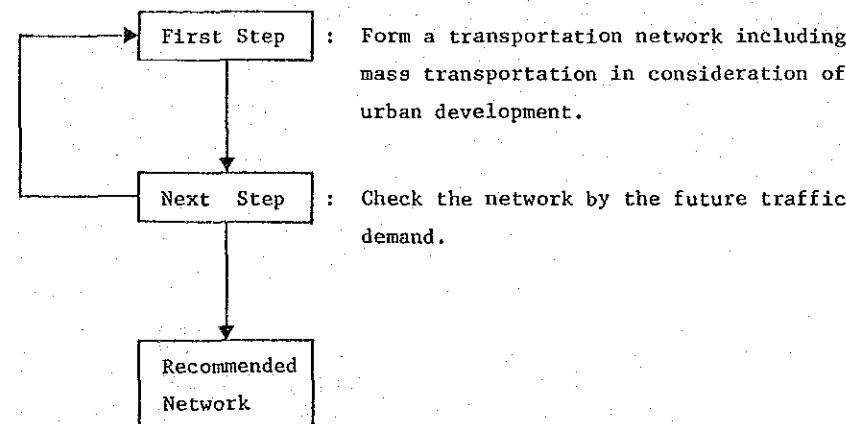 First Step : Form a transportation network including
mass transportation in consideration of
urban development.
Next Step : Check the network by the future traffic
demand.
Recommended
Network